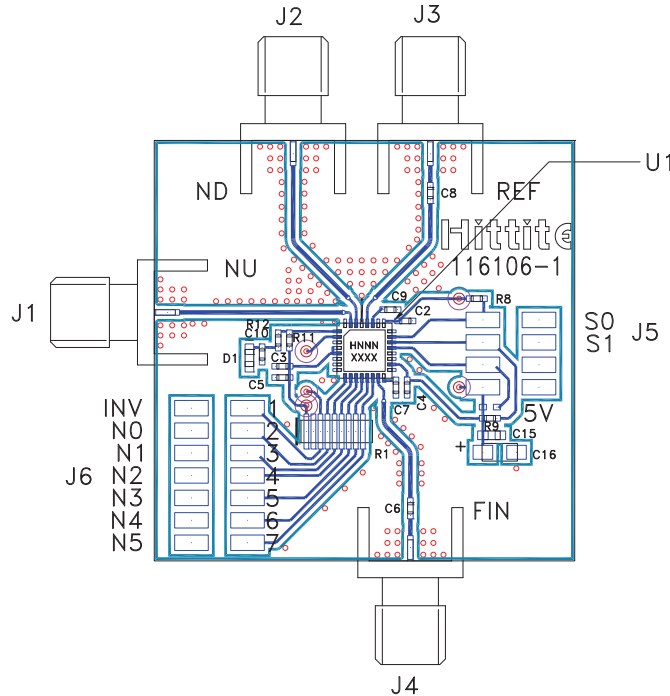 J2
J3
U1
ND
REF
C8
Hittite
116106-1
NU
J1
C9
C2
R8
S0
S1
J5
R12
C10
R11
D1
C3
C5
HNNN
XXXX
C7
C4
5V
R9
C15
C16
+
R1
INV
N0
N1
N2
N3
N4
N5
J6
1
2
3
4
5
6
7
C6
FIN
J4